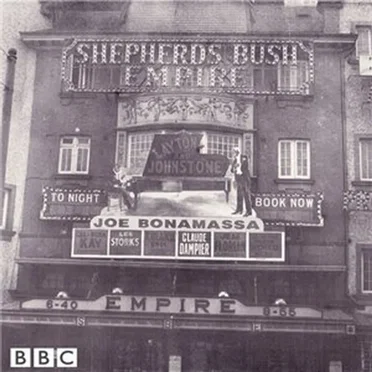 SHEPHERDS BUSH
EMPIRE
LAYTON
AND
JOHNSTONE
TO NIGHT
BOOK NOW
JOE BONAMASSA
KAY
LES
STORKS
CLAUDE
DAMPIER
6-40 EMPIRE 8-55
S B E
BBC